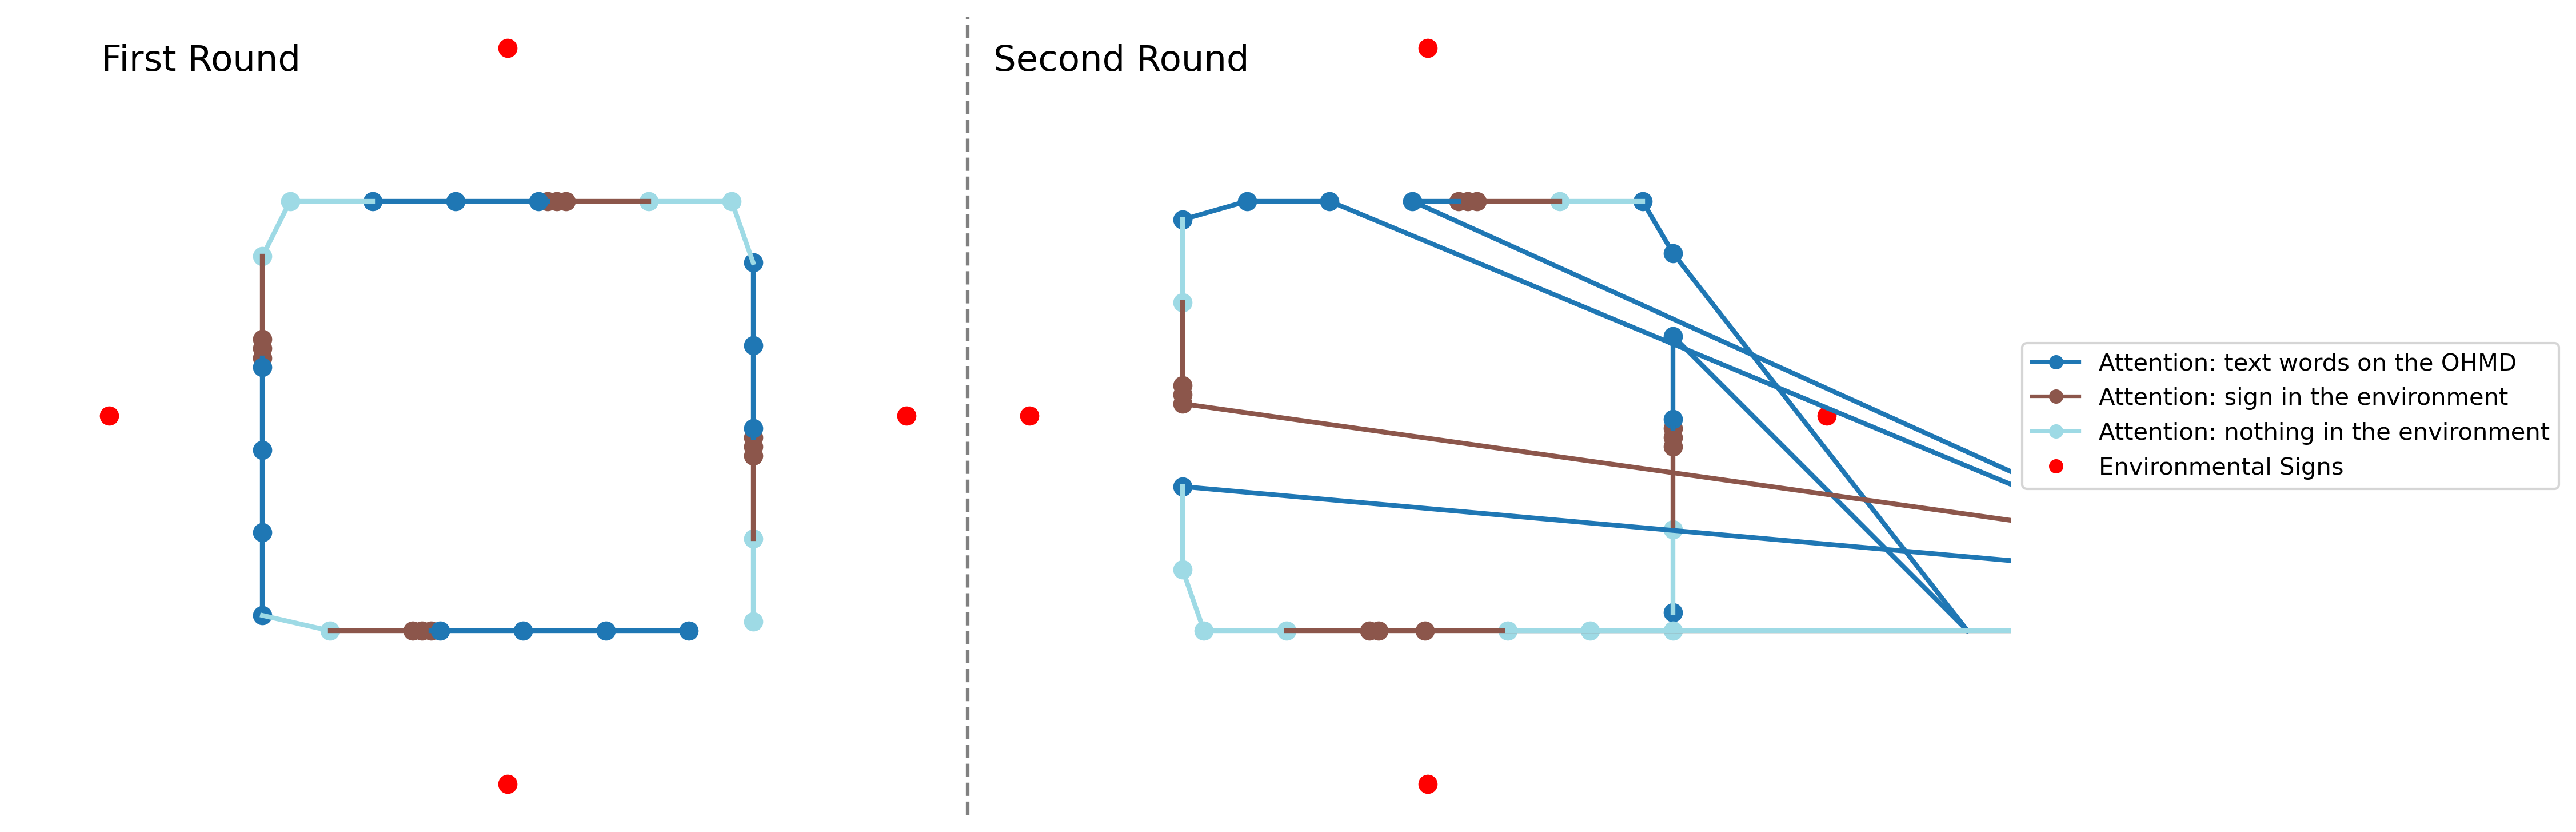 First Round
Second Round
Attention: text words on the OHMD
Attention: sign in the environment
Attention: nothing in the environment
Environmental Signs